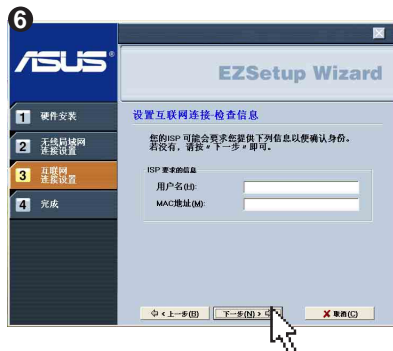 6
ASUS®
EZSetup Wizard
1 硬件安装
2 无线局域网
连接设置
3 互联网
连接设置
4 完成
设置互联网连接-检查信息
您的ISP 可能会要求您提供下列信息以便确认身份。
若没有，请按〃下一步〃即可。
ISP 要求的信息
用户名(H):
MAC地址(M):
< 上一步(B)
下一步(N) >
取消(C)